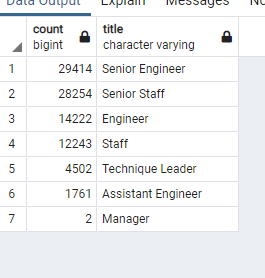 Data Output Explain Messages
count title
bigint character varying
1 29414 Senior Engineer
2 28254 Senior Staff
3 14222 Engineer
4 12243 Staff
5 4502 Technique Leader
6 1761 Assistant Engineer
7 2 Manager